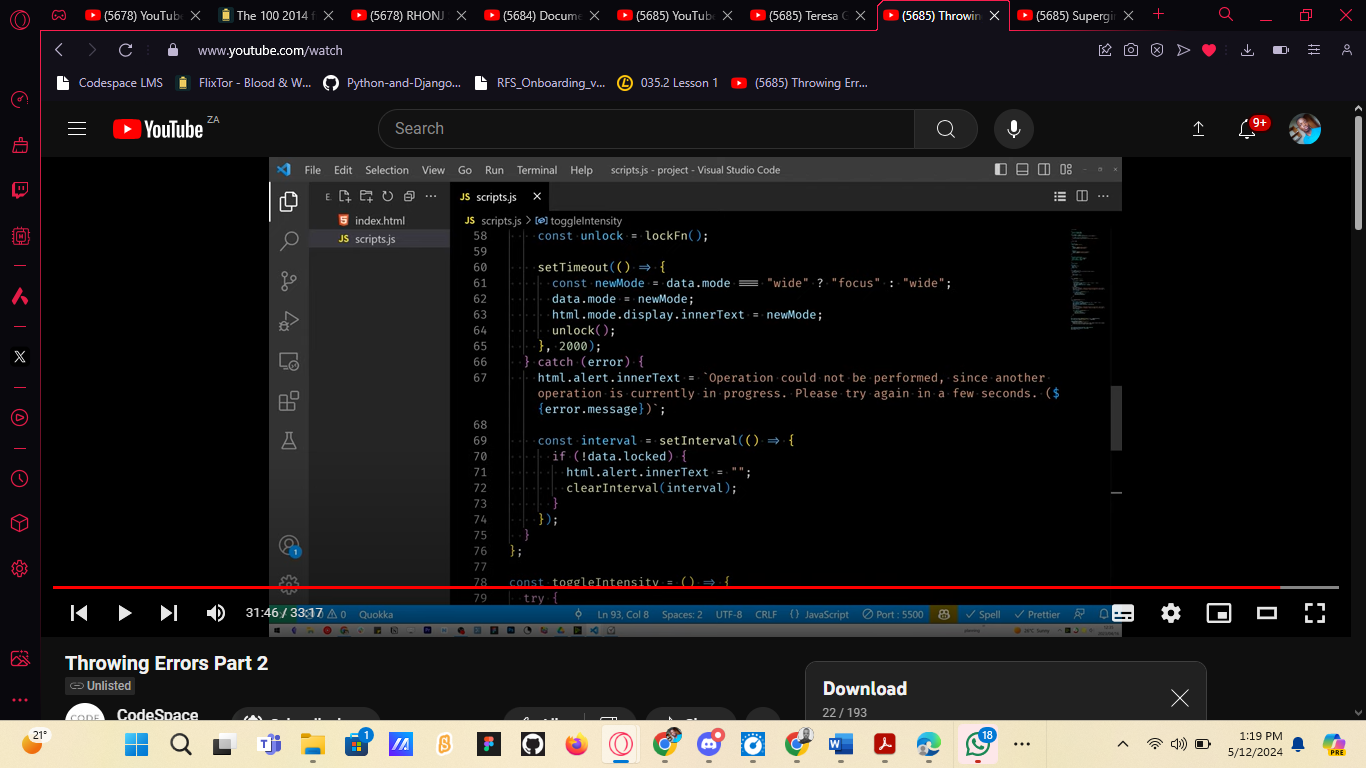 (5678) YouTube
The 100 2014 f
(5678) RHONJ
(5684) Docume
(5685) YouTube
(5685) Teresa G
(5685) Throwin
(5685) Supergir
www.youtube.com/watch
Codespace LMS
FlixTor - Blood & W...
Python-and-Django...
RFS_Onboarding_v...
035.2 Lesson 1
(5685) Throwing Err...
YouTube ZA
Search
9+
File Edit Selection View Go Run Terminal Help scripts.js - project - Visual Studio Code
E.
index.html
JS scripts.js
JS scripts.js
JS scripts.js > toggleIntensity
58 const unlock = lockFn();
59
60 setTimeout(() => {
61 const newMode = data.mode === "wide" ? "focus" : "wide";
62 data.mode = newMode;
63 html.mode.display.innerText = newMode;
64 unlock();
65 }, 2000);
66 } catch (error) {
67 html.alert.innerText = `Operation could not be performed, since another
operation is currently in progress. Please try again in a few seconds. ($
{error.message})`;
68
69 const interval = setInterval(() => {
70 if (!data.locked) {
71 html.alert.innerText = "";
72 clearInterval(interval);
73 }
74 });
75 }
76 };
77
78 const toggleIntensity = () => {
79 try {
1
0 Quokka
Ln 93, Col 8 Spaces: 2 UTF-8 CRLF {} JavaScript Port : 5500 Spell Prettier
31:46 / 33:17
Throwing Errors Part 2
Unlisted
CODE
CodeSpace
Download
22 / 193
21°
1
18
PRE
1:19 PM
5/12/2024